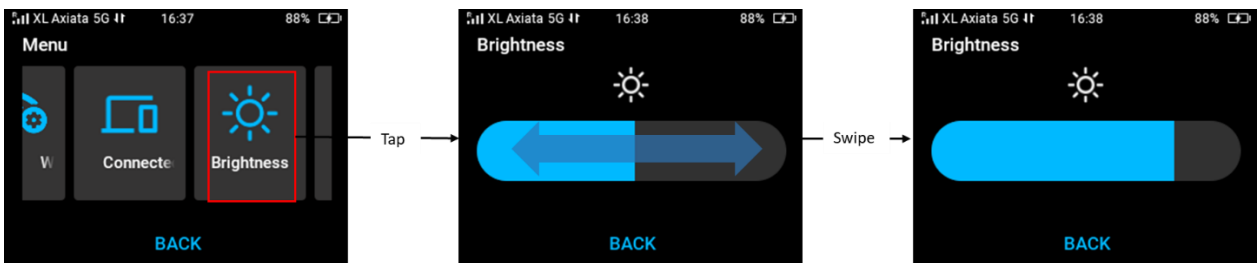 R XL Axiata 5G 16:37 88%
Menu
W
Connecte
Brightness
BACK
Tap
R XL Axiata 5G 16:38 88%
Brightness
BACK
Swipe
R XL Axiata 5G 16:38 88%
Brightness
BACK